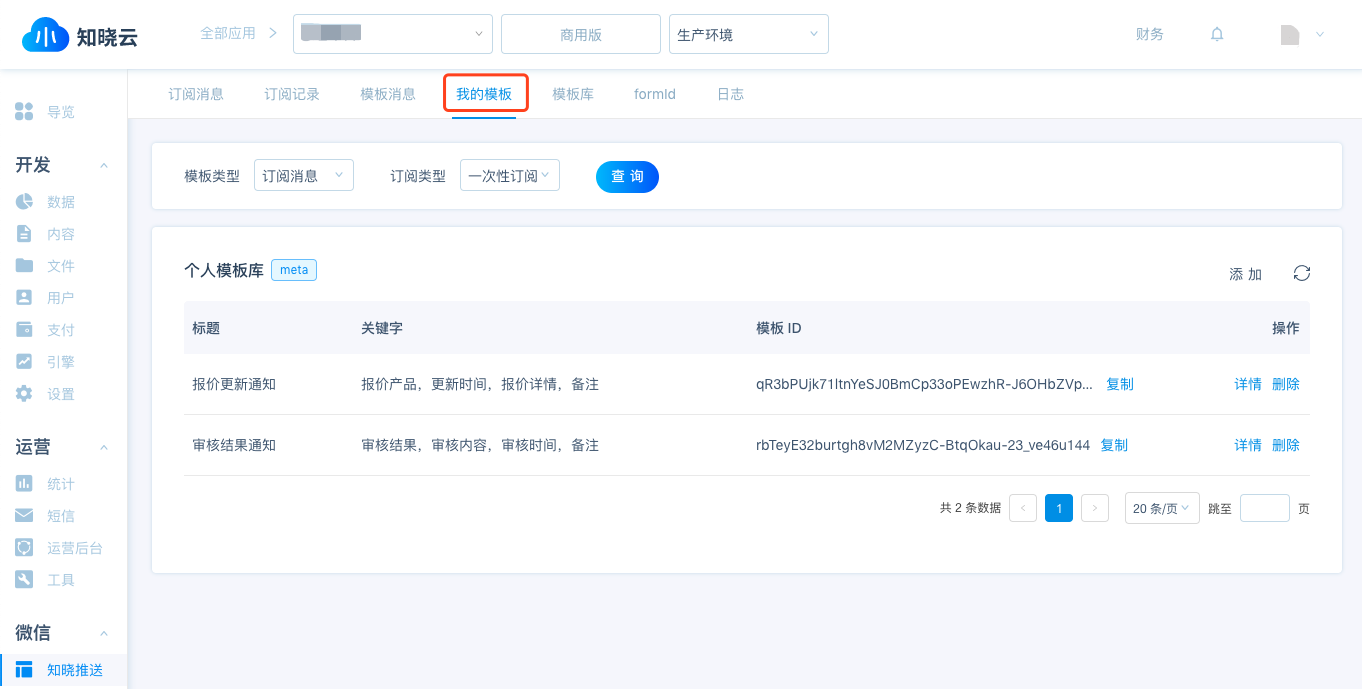 知晓云
全部应用 > 商用版 生产环境 财务
订阅消息 订阅记录 模板消息 我的模板 模板库 formId 日志
导览
开发
数据
内容
文件
用户
支付
引擎
设置
运营
统计
短信
运营后台
工具
微信
知晓推送
模板类型 订阅消息 订阅类型 一次性订阅 查 询
个人模板库 meta 添 加
标题 关键字 模板 ID 操作
报价更新通知 报价产品，更新时间，报价详情，备注 qR3bPUjk71ltnYeSJ0BmCp33oPEwzhR-J6OHbZVp... 复制 详情 删除
审核结果通知 审核结果，审核内容，审核时间，备注 rbTeyE32burtgh8vM2MZyzC-BtqOkau-23_ve46u144 复制 详情 删除
共 2 条数据 < 1 > 20 条/页 跳至 页